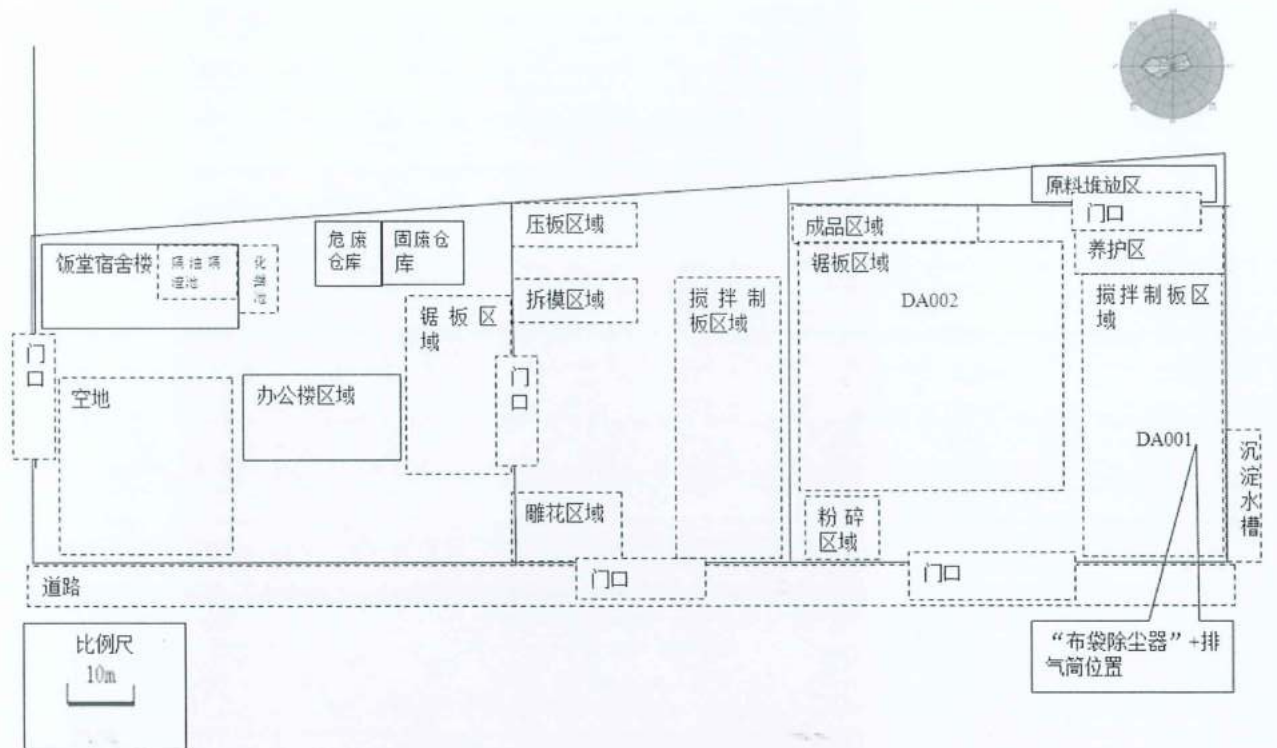 原料堆放区
门口
养护区
压板区域
成品区域
危废
仓库
固废仓
库
饭堂宿舍楼
锯板区域
DA002
拆模区域
搅拌制
板区域
搅拌制板区
域
锯板区
域
门
口
门
口
空地
办公楼区域
DA001
沉
淀
水
槽
雕花区域
粉碎
区域
门口
门口
道路
“布袋除尘器”+排
气筒位置
比例尺
10m